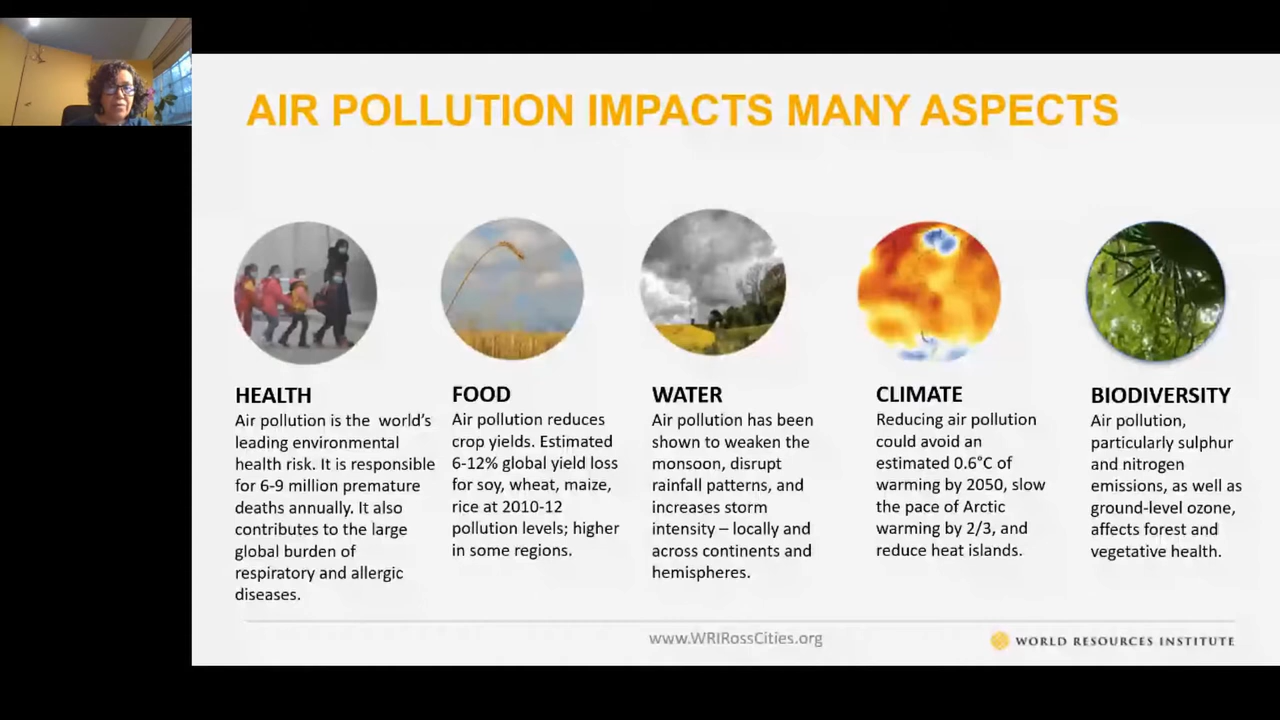 AIR POLLUTION IMPACTS MANY ASPECTS
HEALTH
Air pollution is the world's
leading environmental
health risk. It is responsible
for 6-9 million premature
deaths annually. It also
contributes to the large
global burden of
respiratory and allergic
diseases.
FOOD
Air pollution reduces
crop yields. Estimated
6-12% global yield loss
for soy, wheat, maize,
rice at 2010-12
pollution levels; higher
in some regions.
WATER
Air pollution has been
shown to weaken the
monsoon, disrupt
rainfall patterns, and
increases storm
intensity – locally and
across continents and
hemispheres.
CLIMATE
Reducing air pollution
could avoid an
estimated 0.6°C of
warming by 2050, slow
the pace of Arctic
warming by 2/3, and
reduce heat islands.
BIODIVERSITY
Air pollution,
particularly sulphur
and nitrogen
emissions, as well as
ground-level ozone,
affects forest and
vegetative health.
www.WRIRossCities.org
WORLD RESOURCES INSTITUTE